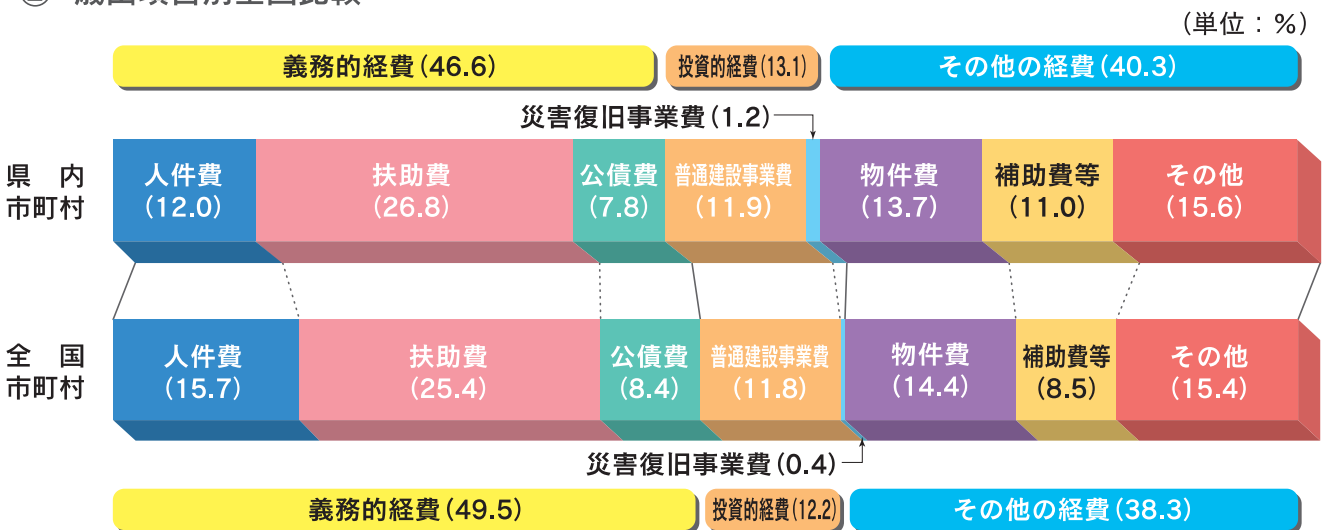 (単位：%)
義務的経費(46.6)
投資的経費(13.1)
その他の経費(40.3)
災害復旧事業費(1.2)
県内
市町村
人件費
(12.0)
扶助費
(26.8)
公債費
(7.8)
普通建設事業費
(11.9)
物件費
(13.7)
補助費等
(11.0)
その他
(15.6)
全国
市町村
人件費
(15.7)
扶助費
(25.4)
公債費
(8.4)
普通建設事業費
(11.8)
物件費
(14.4)
補助費等
(8.5)
その他
(15.4)
災害復旧事業費(0.4)
義務的経費(49.5)
投資的経費(12.2)
その他の経費(38.3)